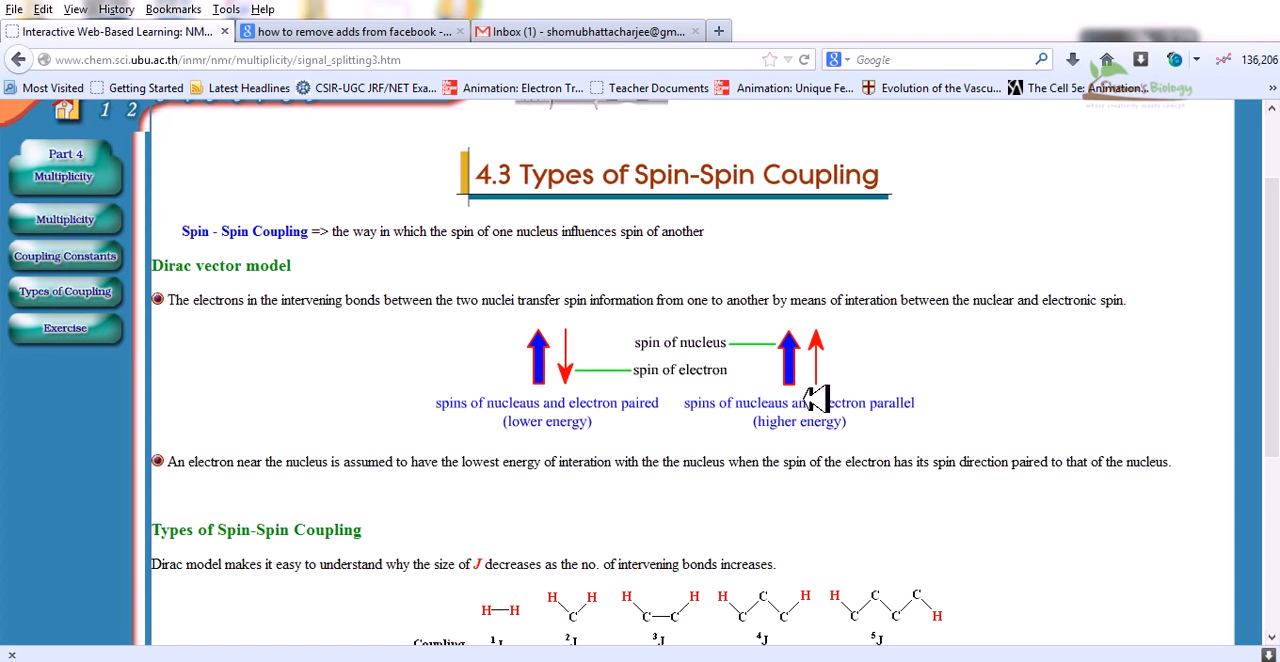 File Edit View History Bookmarks Tools Help
Interactive Web-Based Learning: NM... × how to remove adds from facebook -... × Inbox (1) - shomubhattacharjee@gm... × +
www.chem.sci.ubu.ac.th/inmr/nmr/multiplicity/signal_splitting3.htm Google 136,206
Most Visited Getting Started Latest Headlines CSIR-UGC JRF/NET Exa... Animation: Electron Tr... Teacher Documents Animation: Unique Fe... Evolution of the Vascu... The Cell 5e: Animation... »
Biology
1 2
Part 4
Multiplicity
Multiplicity
Coupling Constants
Types of Coupling
Exercise
4.3 Types of Spin-Spin Coupling
Spin - Spin Coupling => the way in which the spin of one nucleus influences spin of another
Dirac vector model
The electrons in the intervening bonds between the two nuclei transfer spin information from one to another by means of interation between the nuclear and electronic spin.
spin of nucleus
spin of electron
spins of nucleaus and electron paired
(lower energy)
spins of nucleaus an ectron parallel
(higher energy)
An electron near the nucleus is assumed to have the lowest energy of interation with the the nucleus when the spin of the electron has its spin direction paired to that of the nucleus.
Types of Spin-Spin Coupling
Dirac model makes it easy to understand why the size of J decreases as the no. of intervening bonds increases.
H H H H H H C H H C C
H—H C C—C C C C C H
Coupling 1J 2J 3J 4J 5J